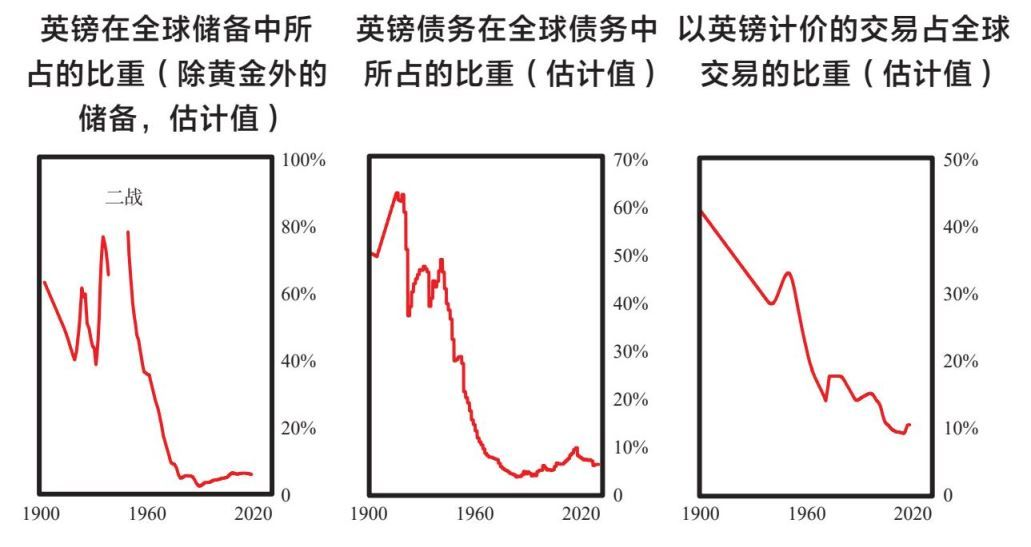 英镑在全球储备中所
占的比重（除黄金外的
储备，估计值）
二战
100%
80%
60%
40%
20%
0
1900 1960 2020
英镑债务在全球债务中
所占的比重（估计值）
70%
60%
50%
40%
30%
20%
10%
0
1900 1960 2020
以英镑计价的交易占全球
交易的比重（估计值）
50%
40%
30%
20%
10%
0
1900 1960 2020